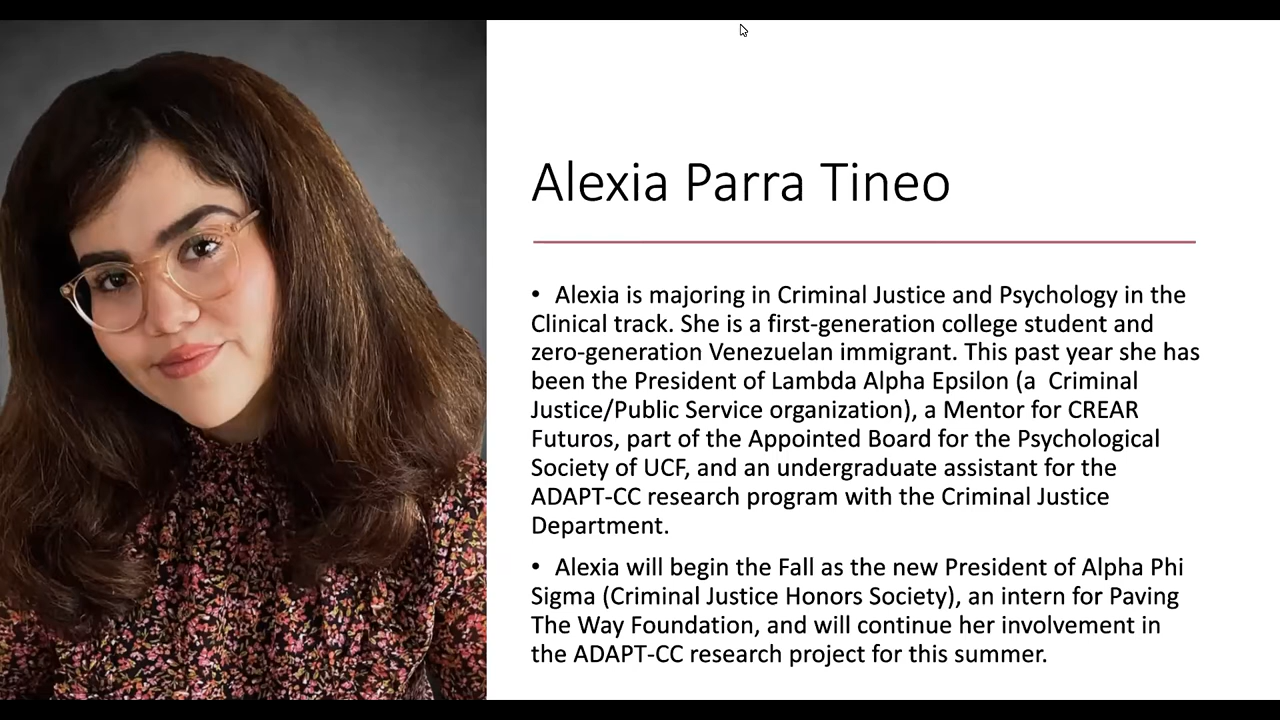 Alexia Parra Tineo
• Alexia is majoring in Criminal Justice and Psychology in the
Clinical track. She is a first-generation college student and
zero-generation Venezuelan immigrant. This past year she has
been the President of Lambda Alpha Epsilon (a  Criminal
Justice/Public Service organization), a Mentor for CREAR
Futuros, part of the Appointed Board for the Psychological
Society of UCF, and an undergraduate assistant for the
ADAPT-CC research program with the Criminal Justice
Department.
• Alexia will begin the Fall as the new President of Alpha Phi
Sigma (Criminal Justice Honors Society), an intern for Paving
The Way Foundation, and will continue her involvement in
the ADAPT-CC research project for this summer.